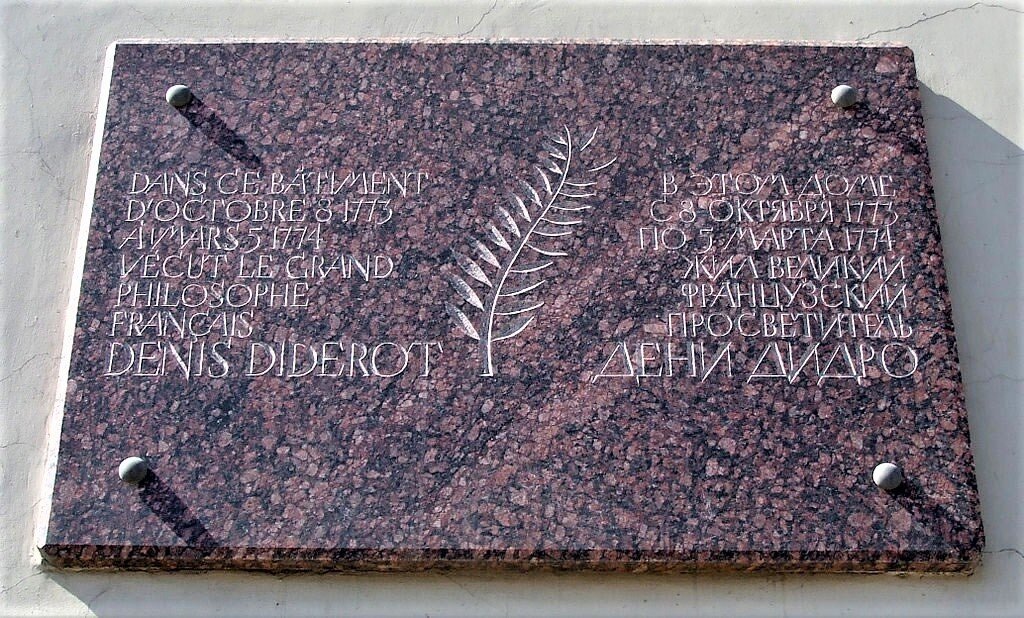 DANS CE BÂTIMENT
D'OCTOBRE 8 1773
A MARS 5 1774
VÉCUT LE GRAND
PHILOSOPHE
FRANÇAIS
DENIS DIDEROT
В ЭТОМ ДОМЕ
С 8 ОКТЯБРЯ 1773
ПО 5 МАРТА 1774
ЖИЛ ВЕЛИКИЙ
ФРАНЦУЗСКИЙ
ПРОСВЕТИТЕЛЬ
ДЕНИ ДИДРО